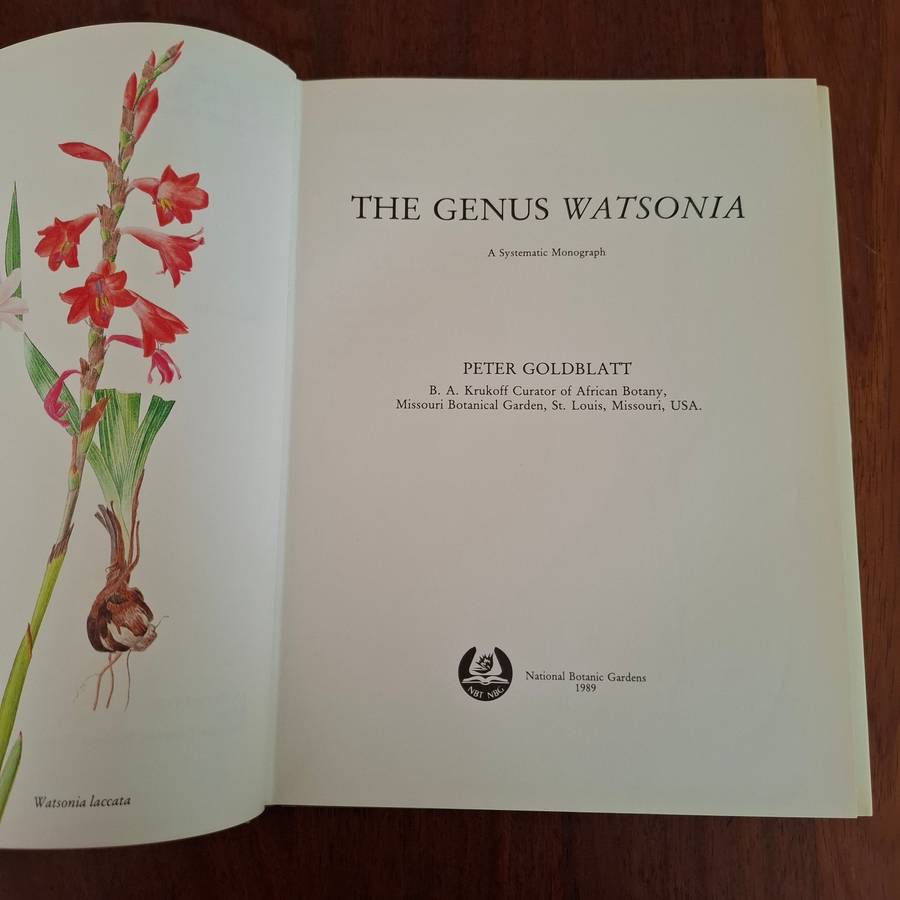 Watsonia laccata
THE GENUS WATSONIA
A Systematic Monograph
PETER GOLDBLATT
B. A. Krukoff Curator of African Botany,
Missouri Botanical Garden, St. Louis, Missouri, USA.
NBT NBG
National Botanic Gardens
1989